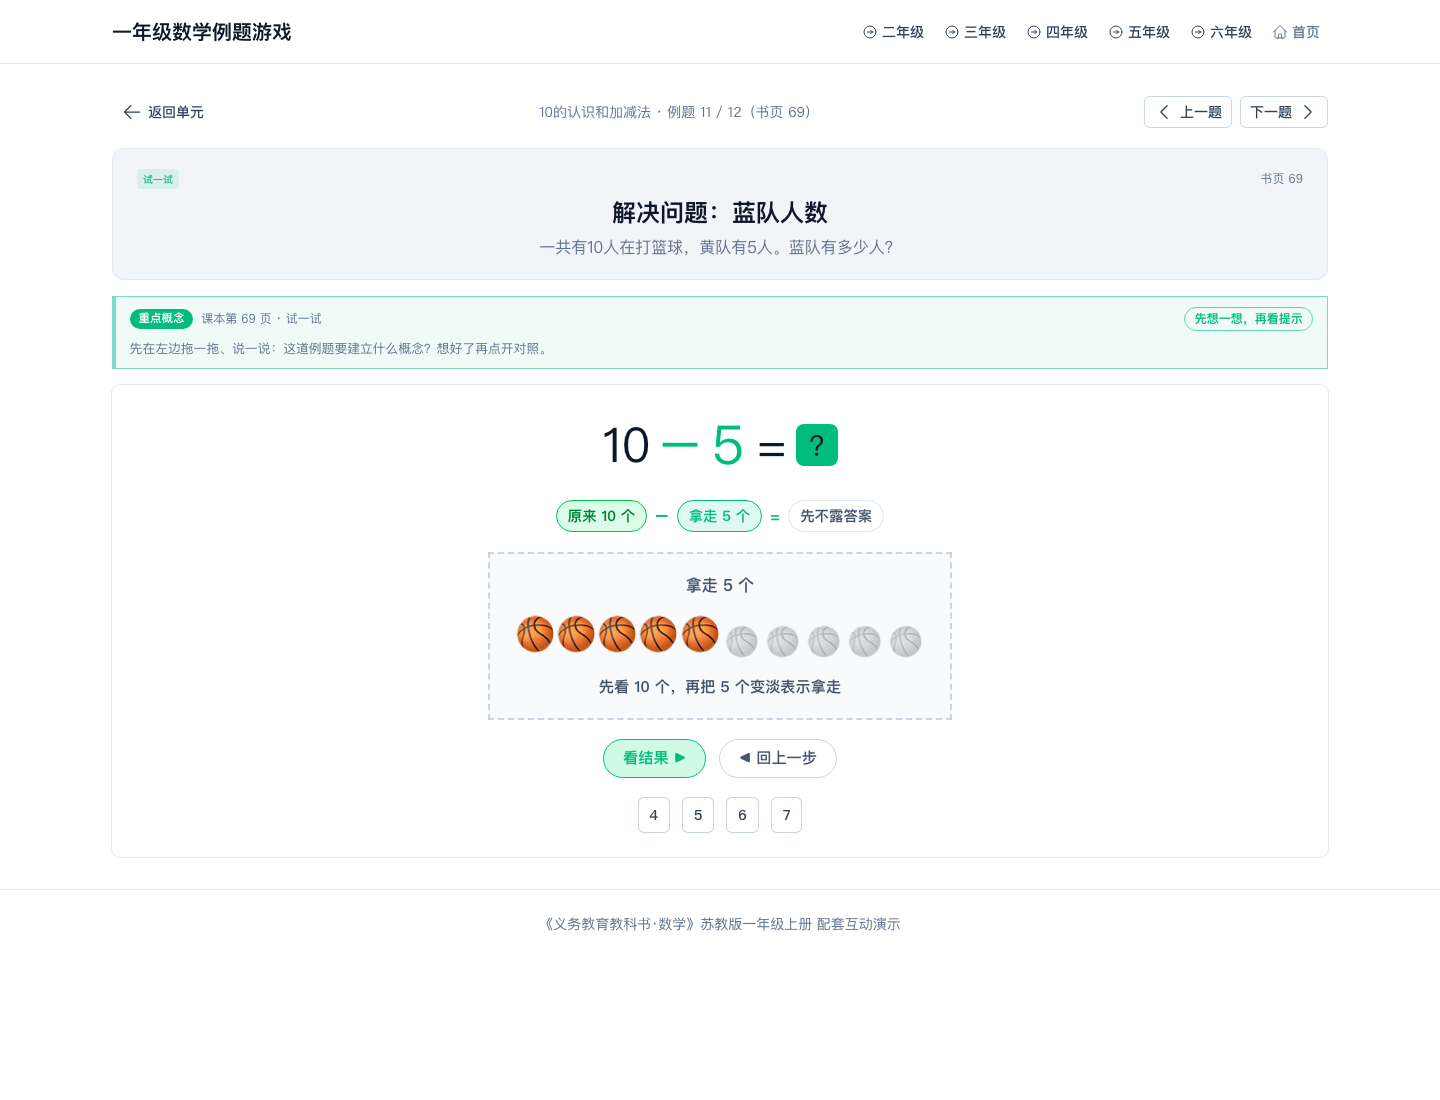 一年级数学例题游戏
二年级 三年级 四年级 五年级 六年级 首页
返回单元
10的认识和加减法 · 例题 11 / 12（书页 69）
上一题 下一题
试一试
书页 69
解决问题：蓝队人数
一共有10人在打篮球，黄队有5人。蓝队有多少人？
重点概念 课本第 69 页 · 试一试
先想一想，再看提示
先在左边拖一拖、说一说：这道例题要建立什么概念？想好了再点开对照。
10 − 5 = ?
原来 10 个 − 拿走 5 个 = 先不露答案
拿走 5 个
先看 10 个，再把 5 个变淡表示拿走
看结果 ▶ ◀ 回上一步
4 5 6 7
《义务教育教科书·数学》苏教版一年级上册 配套互动演示